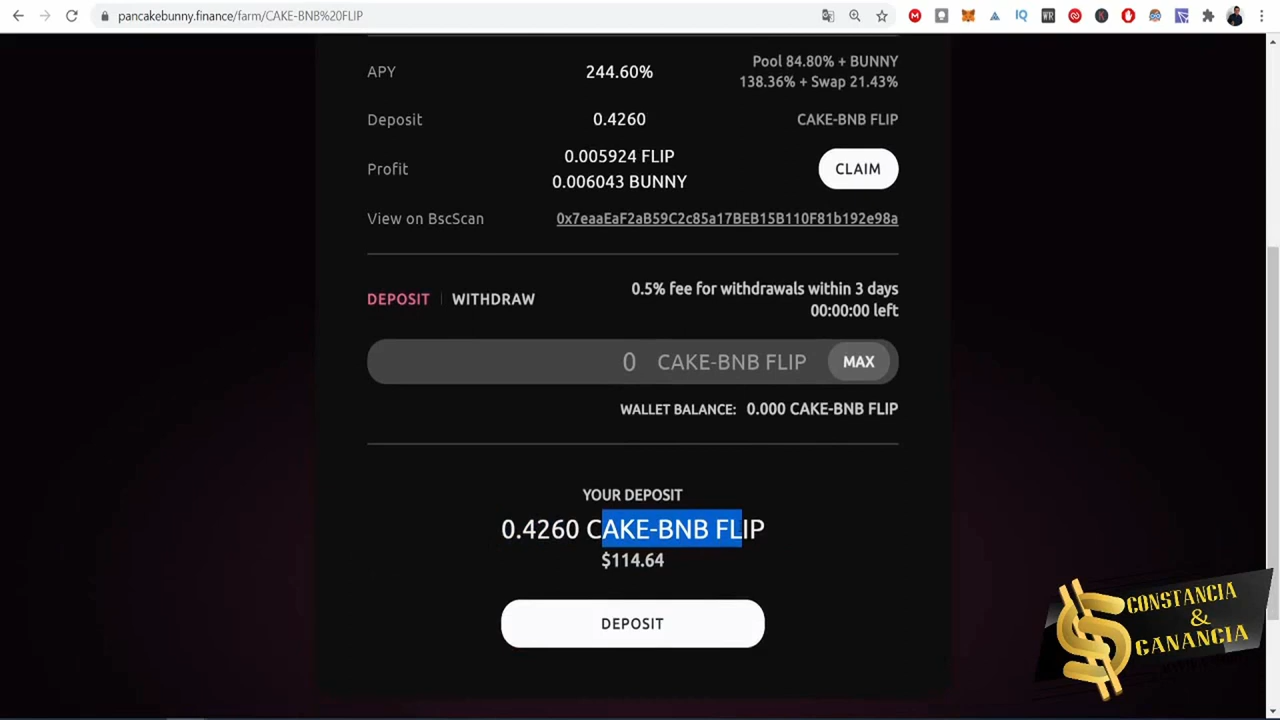 pancakebunny.finance/farm/CAKE-BNB%20FLIP
APY
244.60%
Pool 84.80% + BUNNY
138.36% + Swap 21.43%
Deposit
0.4260
CAKE-BNB FLIP
Profit
0.005924 FLIP
0.006043 BUNNY
CLAIM
View on BscScan
0x7eaaEaF2aB59C2c85a17BEB15B110F81b192e98a
DEPOSIT
WITHDRAW
0.5% fee for withdrawals within 3 days
00:00:00 left
0 CAKE-BNB FLIP
MAX
WALLET BALANCE: 0.000 CAKE-BNB FLIP
YOUR DEPOSIT
0.4260 CAKE-BNB FLIP
$114.64
DEPOSIT
CONSTANCIA
&
GANANCIA